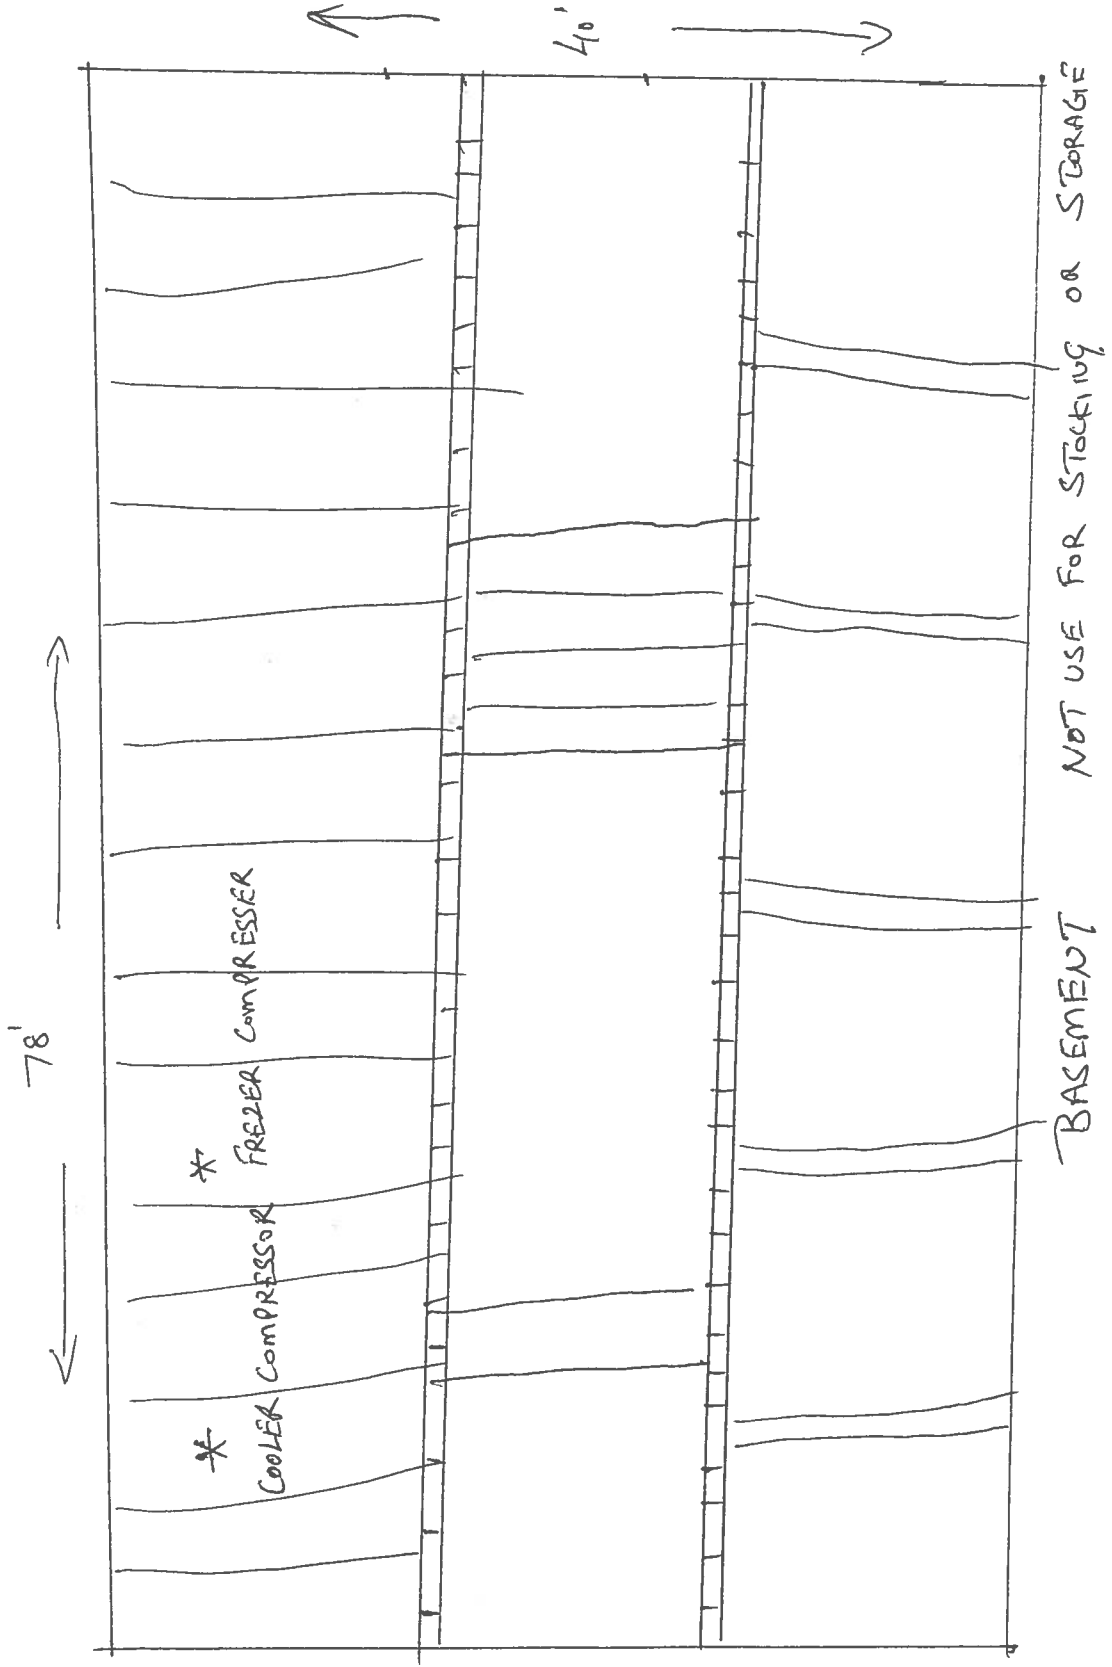 78'
40'
* FREZER COMPRESSER
* COOLER COMPRESSOR
BASEMENT NOT USE FOR STOCKING OR STORAGE